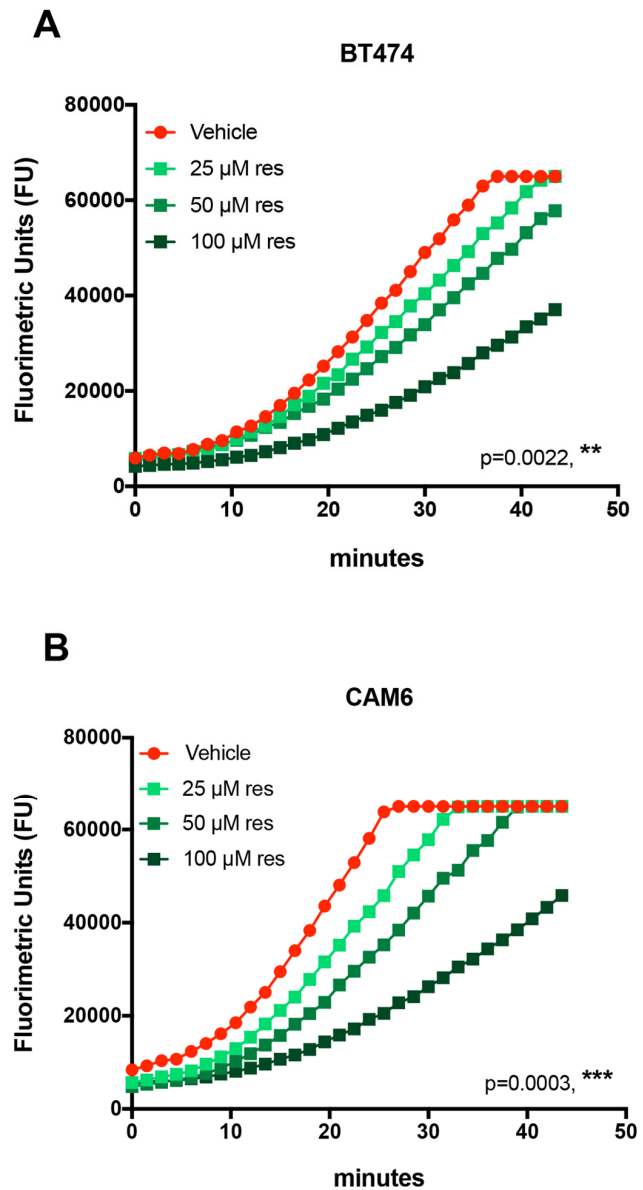 A
BT474
80000
60000
40000
20000
0
Fluorimetric Units (FU)
Vehicle
25 µM res
50 µM res
100 µM res
p=0.0022, **
0 10 20 30 40 50
minutes
B
CAM6
80000
60000
40000
20000
0
Fluorimetric Units (FU)
Vehicle
25 µM res
50 µM res
100 µM res
p=0.0003, ***
0 10 20 30 40 50
minutes